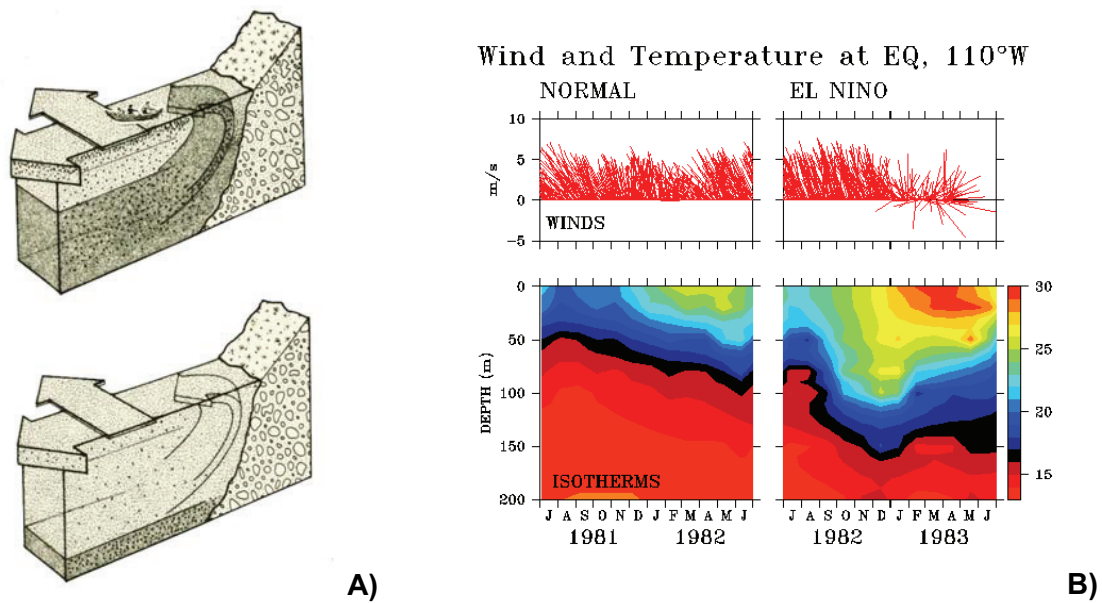 Wind and Temperature at EQ, 110°W
NORMAL
EL NINO
10
5
0
-5
m/s
WINDS
0
50
100
150
200
DEPTH (m)
ISOTHERMS
30
25
20
15
J A S O N D J F M A M J
1981 1982
J A S O N D J F M A M J
1982 1983
A)
B)